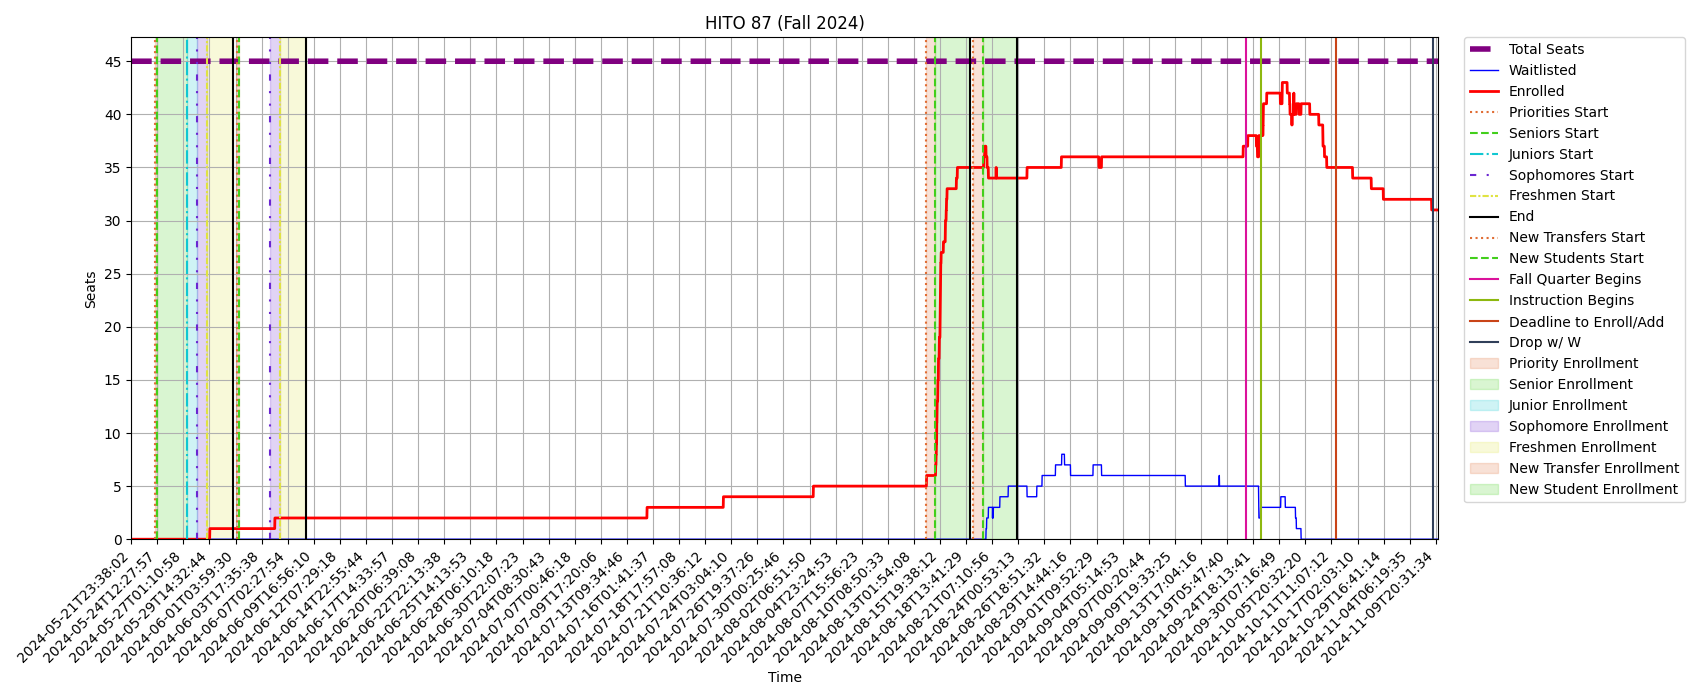 HITO 87 (Fall 2024)
Seats
45
40
35
30
25
20
15
10
5
0
2024-05-21T23:38:02
2024-05-24T12:27:57
2024-05-27T01:10:58
2024-05-29T14:32:44
2024-06-01T03:59:30
2024-06-03T17:35:38
2024-06-07T02:27:54
2024-06-09T16:56:10
2024-06-12T07:29:18
2024-06-14T22:55:44
2024-06-17T14:33:57
2024-06-20T06:39:08
2024-06-22T22:13:38
2024-06-25T14:13:53
2024-06-28T06:10:18
2024-06-30T22:07:23
2024-07-04T08:30:43
2024-07-07T00:46:18
2024-07-09T17:20:06
2024-07-13T09:34:46
2024-07-16T01:41:37
2024-07-18T17:57:08
2024-07-21T10:36:12
2024-07-24T03:04:10
2024-07-26T19:37:26
2024-07-30T00:25:46
2024-08-02T06:51:50
2024-08-04T23:24:53
2024-08-07T15:56:23
2024-08-10T08:50:33
2024-08-13T01:54:08
2024-08-15T19:38:12
2024-08-18T13:41:29
2024-08-21T07:10:56
2024-08-24T00:53:13
2024-08-26T18:51:32
2024-08-29T14:44:16
2024-09-01T09:52:29
2024-09-04T05:14:53
2024-09-07T00:20:44
2024-09-09T19:33:25
2024-09-13T17:04:16
2024-09-19T05:47:40
2024-09-24T18:13:41
2024-09-30T07:16:49
2024-10-05T20:32:20
2024-10-11T11:07:12
2024-10-17T02:03:10
2024-10-29T16:41:14
2024-11-04T06:19:35
2024-11-09T20:31:34
Time
Total Seats
Waitlisted
Enrolled
Priorities Start
Seniors Start
Juniors Start
Sophomores Start
Freshmen Start
End
New Transfers Start
New Students Start
Fall Quarter Begins
Instruction Begins
Deadline to Enroll/Add
Drop w/ W
Priority Enrollment
Senior Enrollment
Junior Enrollment
Sophomore Enrollment
Freshmen Enrollment
New Transfer Enrollment
New Student Enrollment